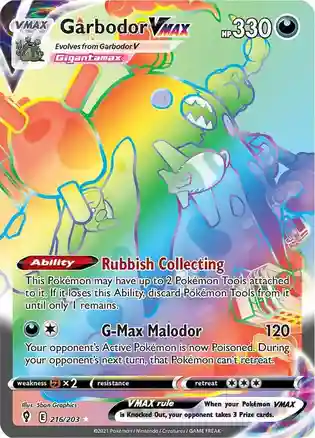 VMAX Garbodor VMAX HP 330
Evolves from Garbodor V
Gigantamax
Ability Rubbish Collecting
This Pokémon may have up to 2 Pokémon Tools attached
to it. If it loses this Ability, discard Pokémon Tools from it
until only 1 remains.
G-Max Malodor 120
Your opponent's Active Pokémon is now Poisoned. During
your opponent's next turn, that Pokémon can't retreat.
weakness ×2 resistance retreat
Illus. 5ban Graphics
E 216/203
VMAX rule When your Pokémon VMAX
is Knocked Out, your opponent takes 3 Prize cards.
©2021 Pokémon / Nintendo / Creatures / GAME FREAK